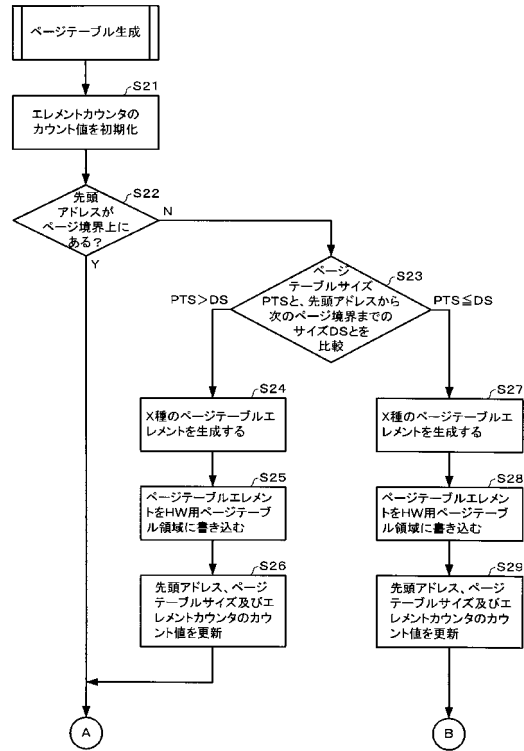 ページテーブル生成
S21
エレメントカウンタの
カウント値を初期化
S22
先頭
アドレスが
ページ境界上に
ある?
N
Y
S23
ページ
テーブルサイズ
PTSと、先頭アドレスから
次のページ境界までの
サイズDSとを
比較
PTS>DS
PTS≦DS
S24
X種のページテーブルエ
レメントを生成する
S25
ページテーブルエレメント
をHW用ページテーブ
ル領域に書き込む
S26
先頭アドレス、ページ
テーブルサイズ及びエ
レメントカウンタのカウ
ント値を更新
S27
X種のページテーブルエ
レメントを生成する
S28
ページテーブルエレメン
トをHW用ページテーブ
ル領域に書き込む
S29
先頭アドレス、ページ
テーブルサイズ及びエ
レメントカウンタのカウ
ント値を更新
A
B